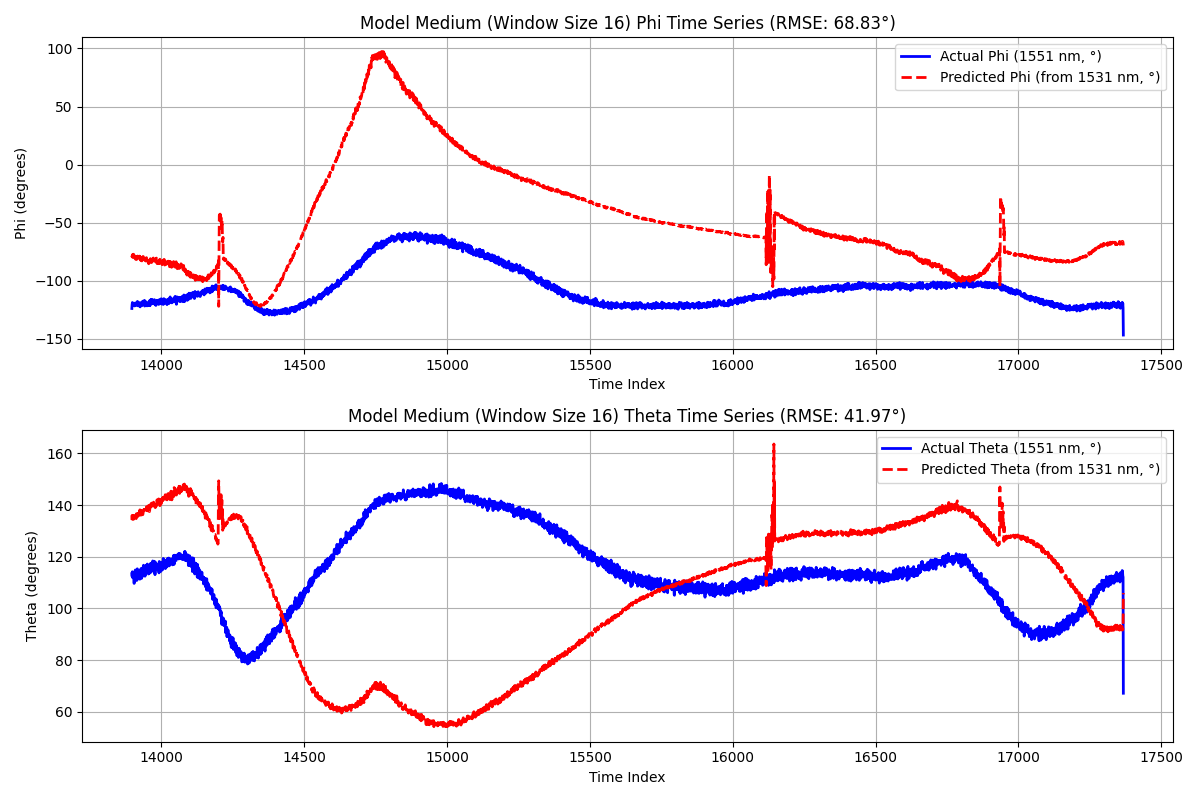 Model Medium (Window Size 16) Phi Time Series (RMSE: 68.83°)
Phi (degrees)
100
50
0
−50
−100
−150
Actual Phi (1551 nm, °)
Predicted Phi (from 1531 nm, °)
14000 14500 15000 15500 16000 16500 17000 17500
Time Index
Model Medium (Window Size 16) Theta Time Series (RMSE: 41.97°)
Theta (degrees)
160
140
120
100
80
60
Actual Theta (1551 nm, °)
Predicted Theta (from 1531 nm, °)
14000 14500 15000 15500 16000 16500 17000 17500
Time Index